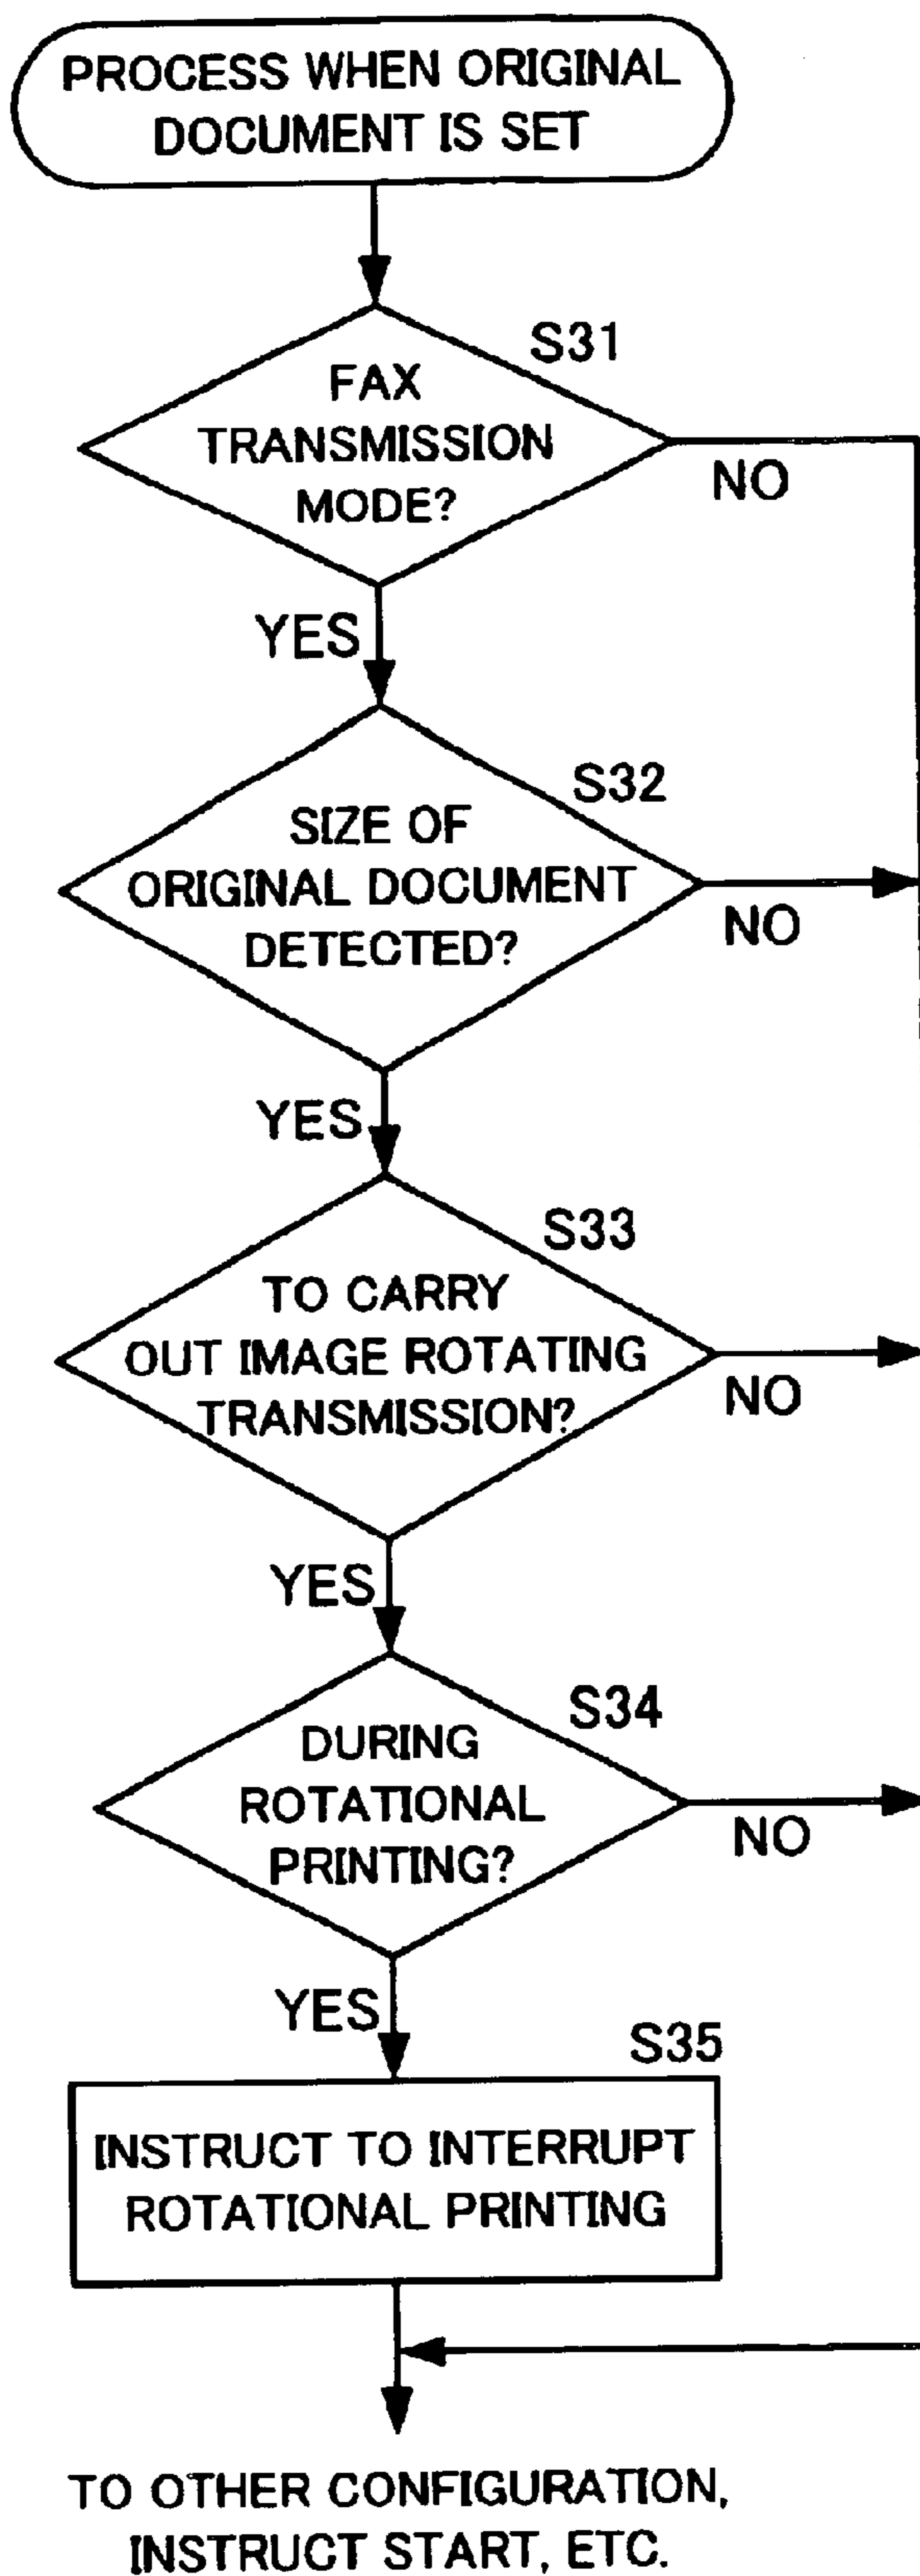 PROCESS WHEN ORIGINAL
DOCUMENT IS SET
S31
FAX
TRANSMISSION
MODE?
NO
YES
S32
SIZE OF
ORIGINAL DOCUMENT
DETECTED?
NO
YES
S33
TO CARRY
OUT IMAGE ROTATING
TRANSMISSION?
NO
YES
S34
DURING
ROTATIONAL
PRINTING?
NO
YES
S35
INSTRUCT TO INTERRUPT
ROTATIONAL PRINTING
TO OTHER CONFIGURATION,
INSTRUCT START, ETC.